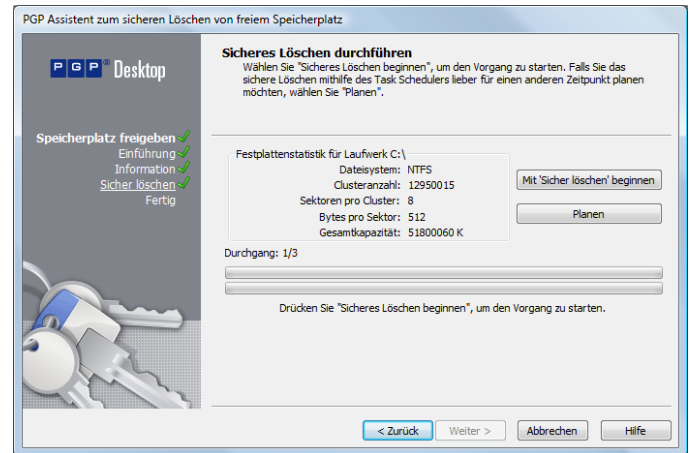 PGP Assistent zum sicheren Löschen von freiem Speicherplatz
PGP® Desktop
Speicherplatz freigeben
Einführung
Information
Sicher löschen
Fertig
Sicheres Löschen durchführen
Wählen Sie "Sicheres Löschen beginnen", um den Vorgang zu starten. Falls Sie das
sichere Löschen mithilfe des Task Schedulers lieber für einen anderen Zeitpunkt planen
möchten, wählen Sie "Planen".
Festplattenstatistik für Laufwerk C:\
Dateisystem: NTFS
Clusteranzahl: 12950015
Sektoren pro Cluster: 8
Bytes pro Sektor: 512
Gesamtkapazität: 51800060 K
Mit 'Sicher löschen' beginnen
Planen
Durchgang: 1/3
Drücken Sie "Sicheres Löschen beginnen", um den Vorgang zu starten.
< Zurück
Weiter >
Abbrechen
Hilfe